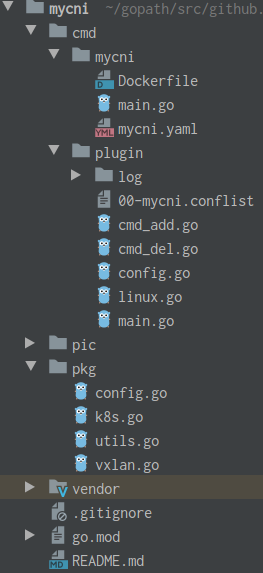 mycni ~/gopath/src/github.
cmd
mycni
Dockerfile
main.go
mycni.yaml
plugin
log
00-mycni.conflist
cmd_add.go
cmd_del.go
config.go
linux.go
main.go
pic
pkg
config.go
k8s.go
utils.go
vxlan.go
vendor
.gitignore
go.mod
README.md